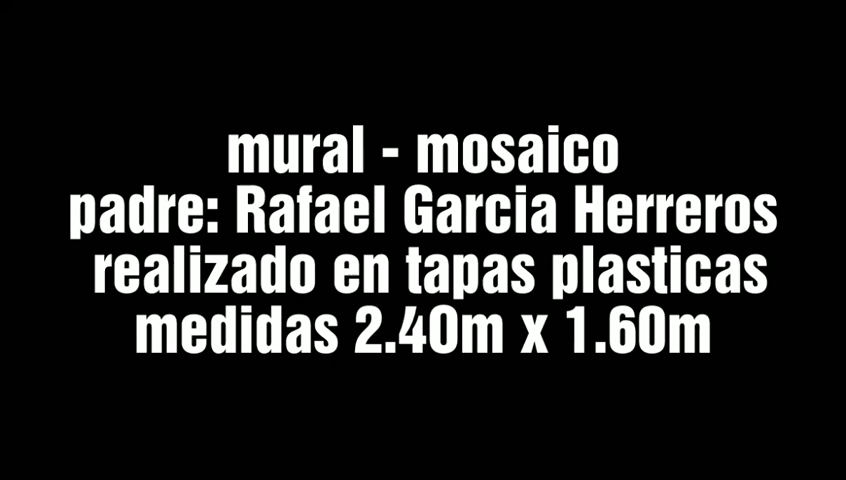 mural - mosaico
padre: Rafael Garcia Herreros
realizado en tapas plasticas
medidas 2.40m x 1.60m